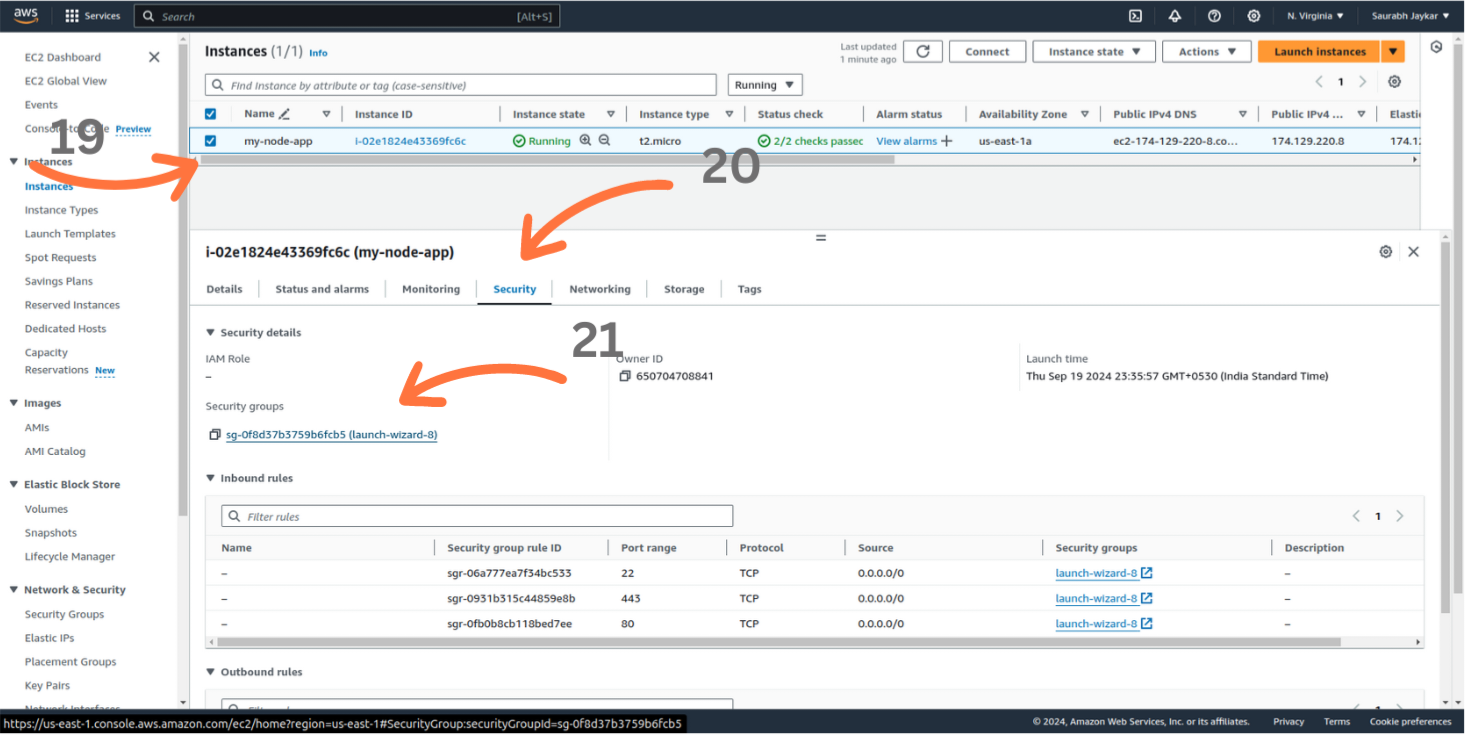 aws Services Search [Alt+S] N. Virginia ▼ Saurabh Jaykar ▼
EC2 Dashboard
EC2 Global View
Events
Console-to-Code Preview
19
Instances
Instances
Instance Types
Launch Templates
Spot Requests
Savings Plans
Reserved Instances
Dedicated Hosts
Capacity
Reservations New
Images
AMIs
AMI Catalog
Elastic Block Store
Volumes
Snapshots
Lifecycle Manager
Network & Security
Security Groups
Elastic IPs
Placement Groups
Key Pairs
Network Interfaces
Instances (1/1) Info
Last updated
1 minute ago
Connect Instance state ▼ Actions ▼ Launch instances ▼
Find Instance by attribute or tag (case-sensitive) Running ▼ 1
Name Instance ID Instance state Instance type Status check Alarm status Availability Zone Public IPv4 DNS Public IPv4 ... Elasti
my-node-app i-02e1824e43369fc6c Running t2.micro 2/2 checks passec View alarms + us-east-1a ec2-174-129-220-8.co... 174.129.220.8 174.1
20
i-02e1824e43369fc6c (my-node-app)
Details Status and alarms Monitoring Security Networking Storage Tags
21
Security details
IAM Role Owner ID Launch time
– 650704708841 Thu Sep 19 2024 23:35:57 GMT+0530 (India Standard Time)
Security groups
sg-0f8d37b3759b6fcb5 (launch-wizard-8)
Inbound rules
Filter rules 1
Name Security group rule ID Port range Protocol Source Security groups Description
– sgr-06a777ea7f34bc533 22 TCP 0.0.0.0/0 launch-wizard-8 –
– sgr-0931b315c44859e8b 443 TCP 0.0.0.0/0 launch-wizard-8 –
– sgr-0fb0b8cb118bed7ee 80 TCP 0.0.0.0/0 launch-wizard-8 –
Outbound rules
https://us-east-1.console.aws.amazon.com/ec2/home?region=us-east-1#SecurityGroup:securityGroupId=sg-0f8d37b3759b6fcb5
© 2024, Amazon Web Services, Inc. or its affiliates. Privacy Terms Cookie preferences